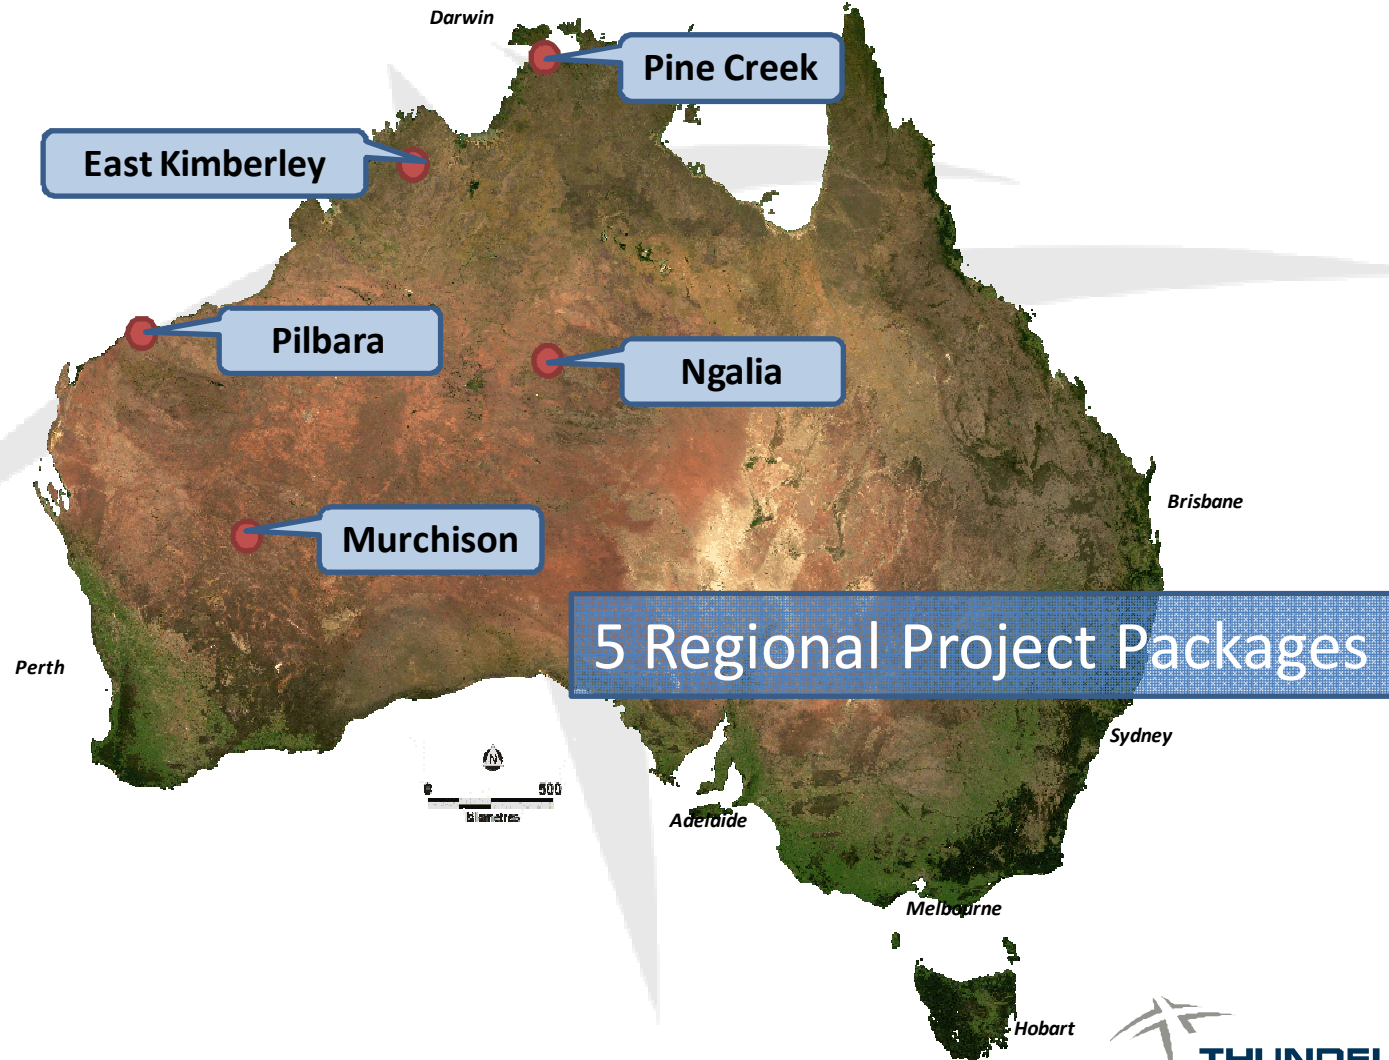 Darwin
Pine Creek
East Kimberley
Pilbara
Ngalia
Murchison
Brisbane
5 Regional Project Packages
Perth
Sydney
N
0 500
kilometres
Adelaide
Melbourne
Hobart